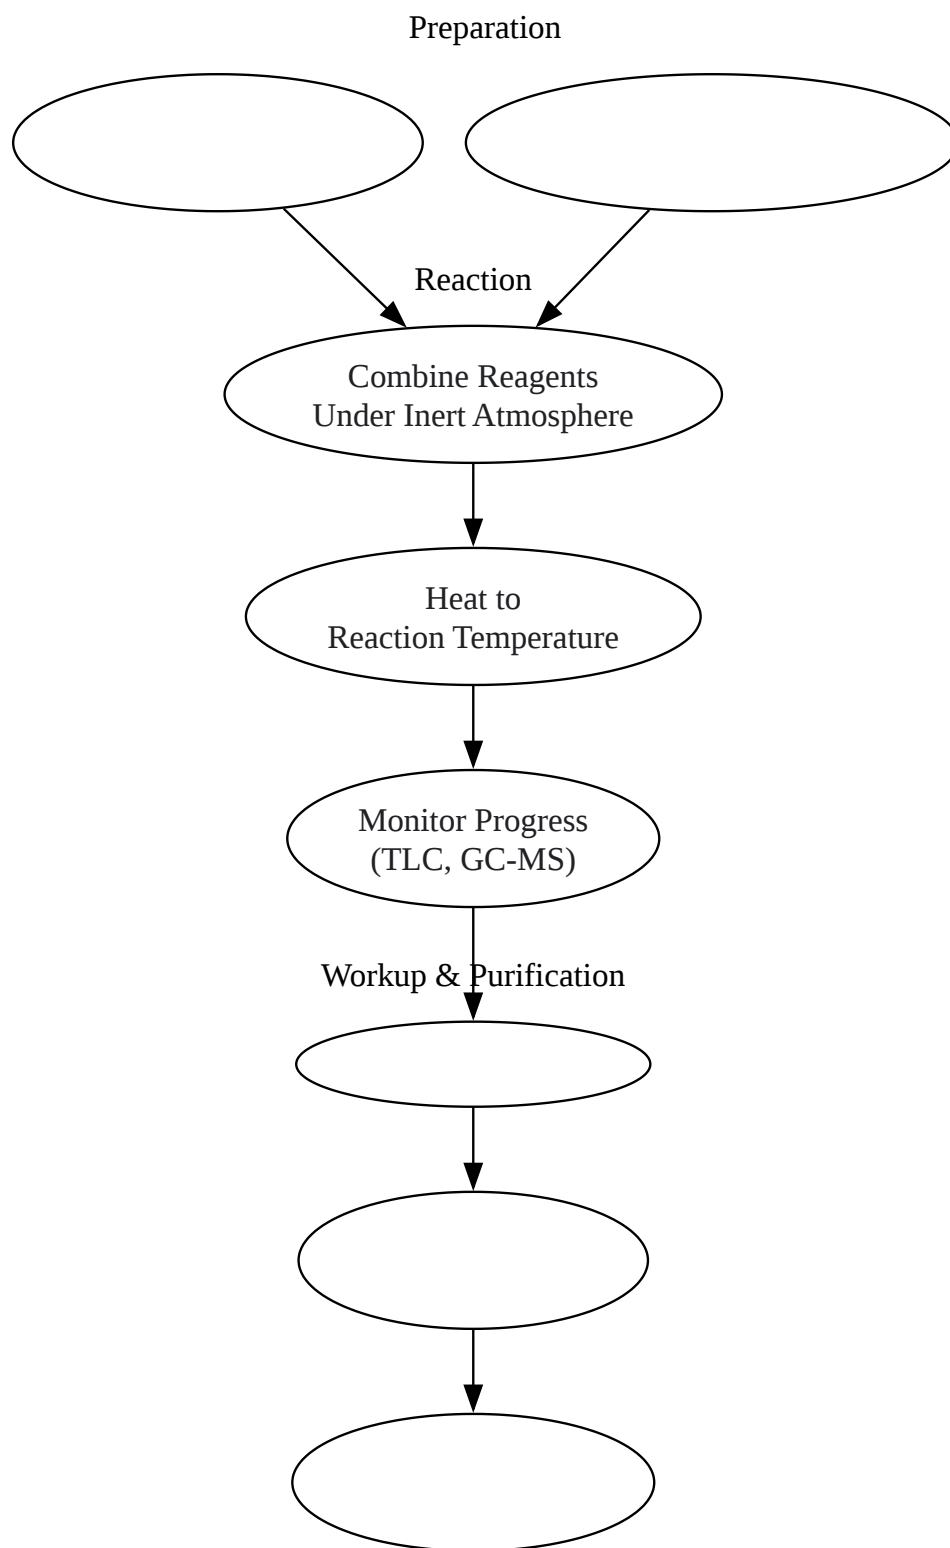 Preparation
Reaction
Combine Reagents
Under Inert Atmosphere
Heat to
Reaction Temperature
Monitor Progress
(TLC, GC-MS)
Workup & Purification